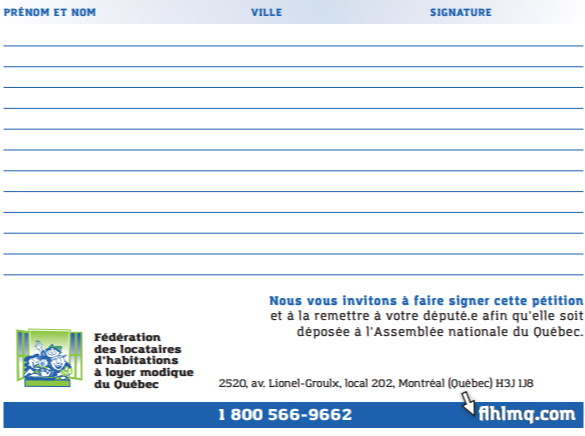 PRÉNOM ET NOM VILLE SIGNATURE
Nous vous invitons à faire signer cette pétition
et à la remettre à votre député.e afin qu'elle soit
déposée à l'Assemblée nationale du Québec.
Fédération
des locataires
d'habitations
à loyer modique
du Québec
2520, av. Lionel-Groulx, local 202, Montréal (Québec) H3J 1J8
1 800 566-9662 flhlmq.com